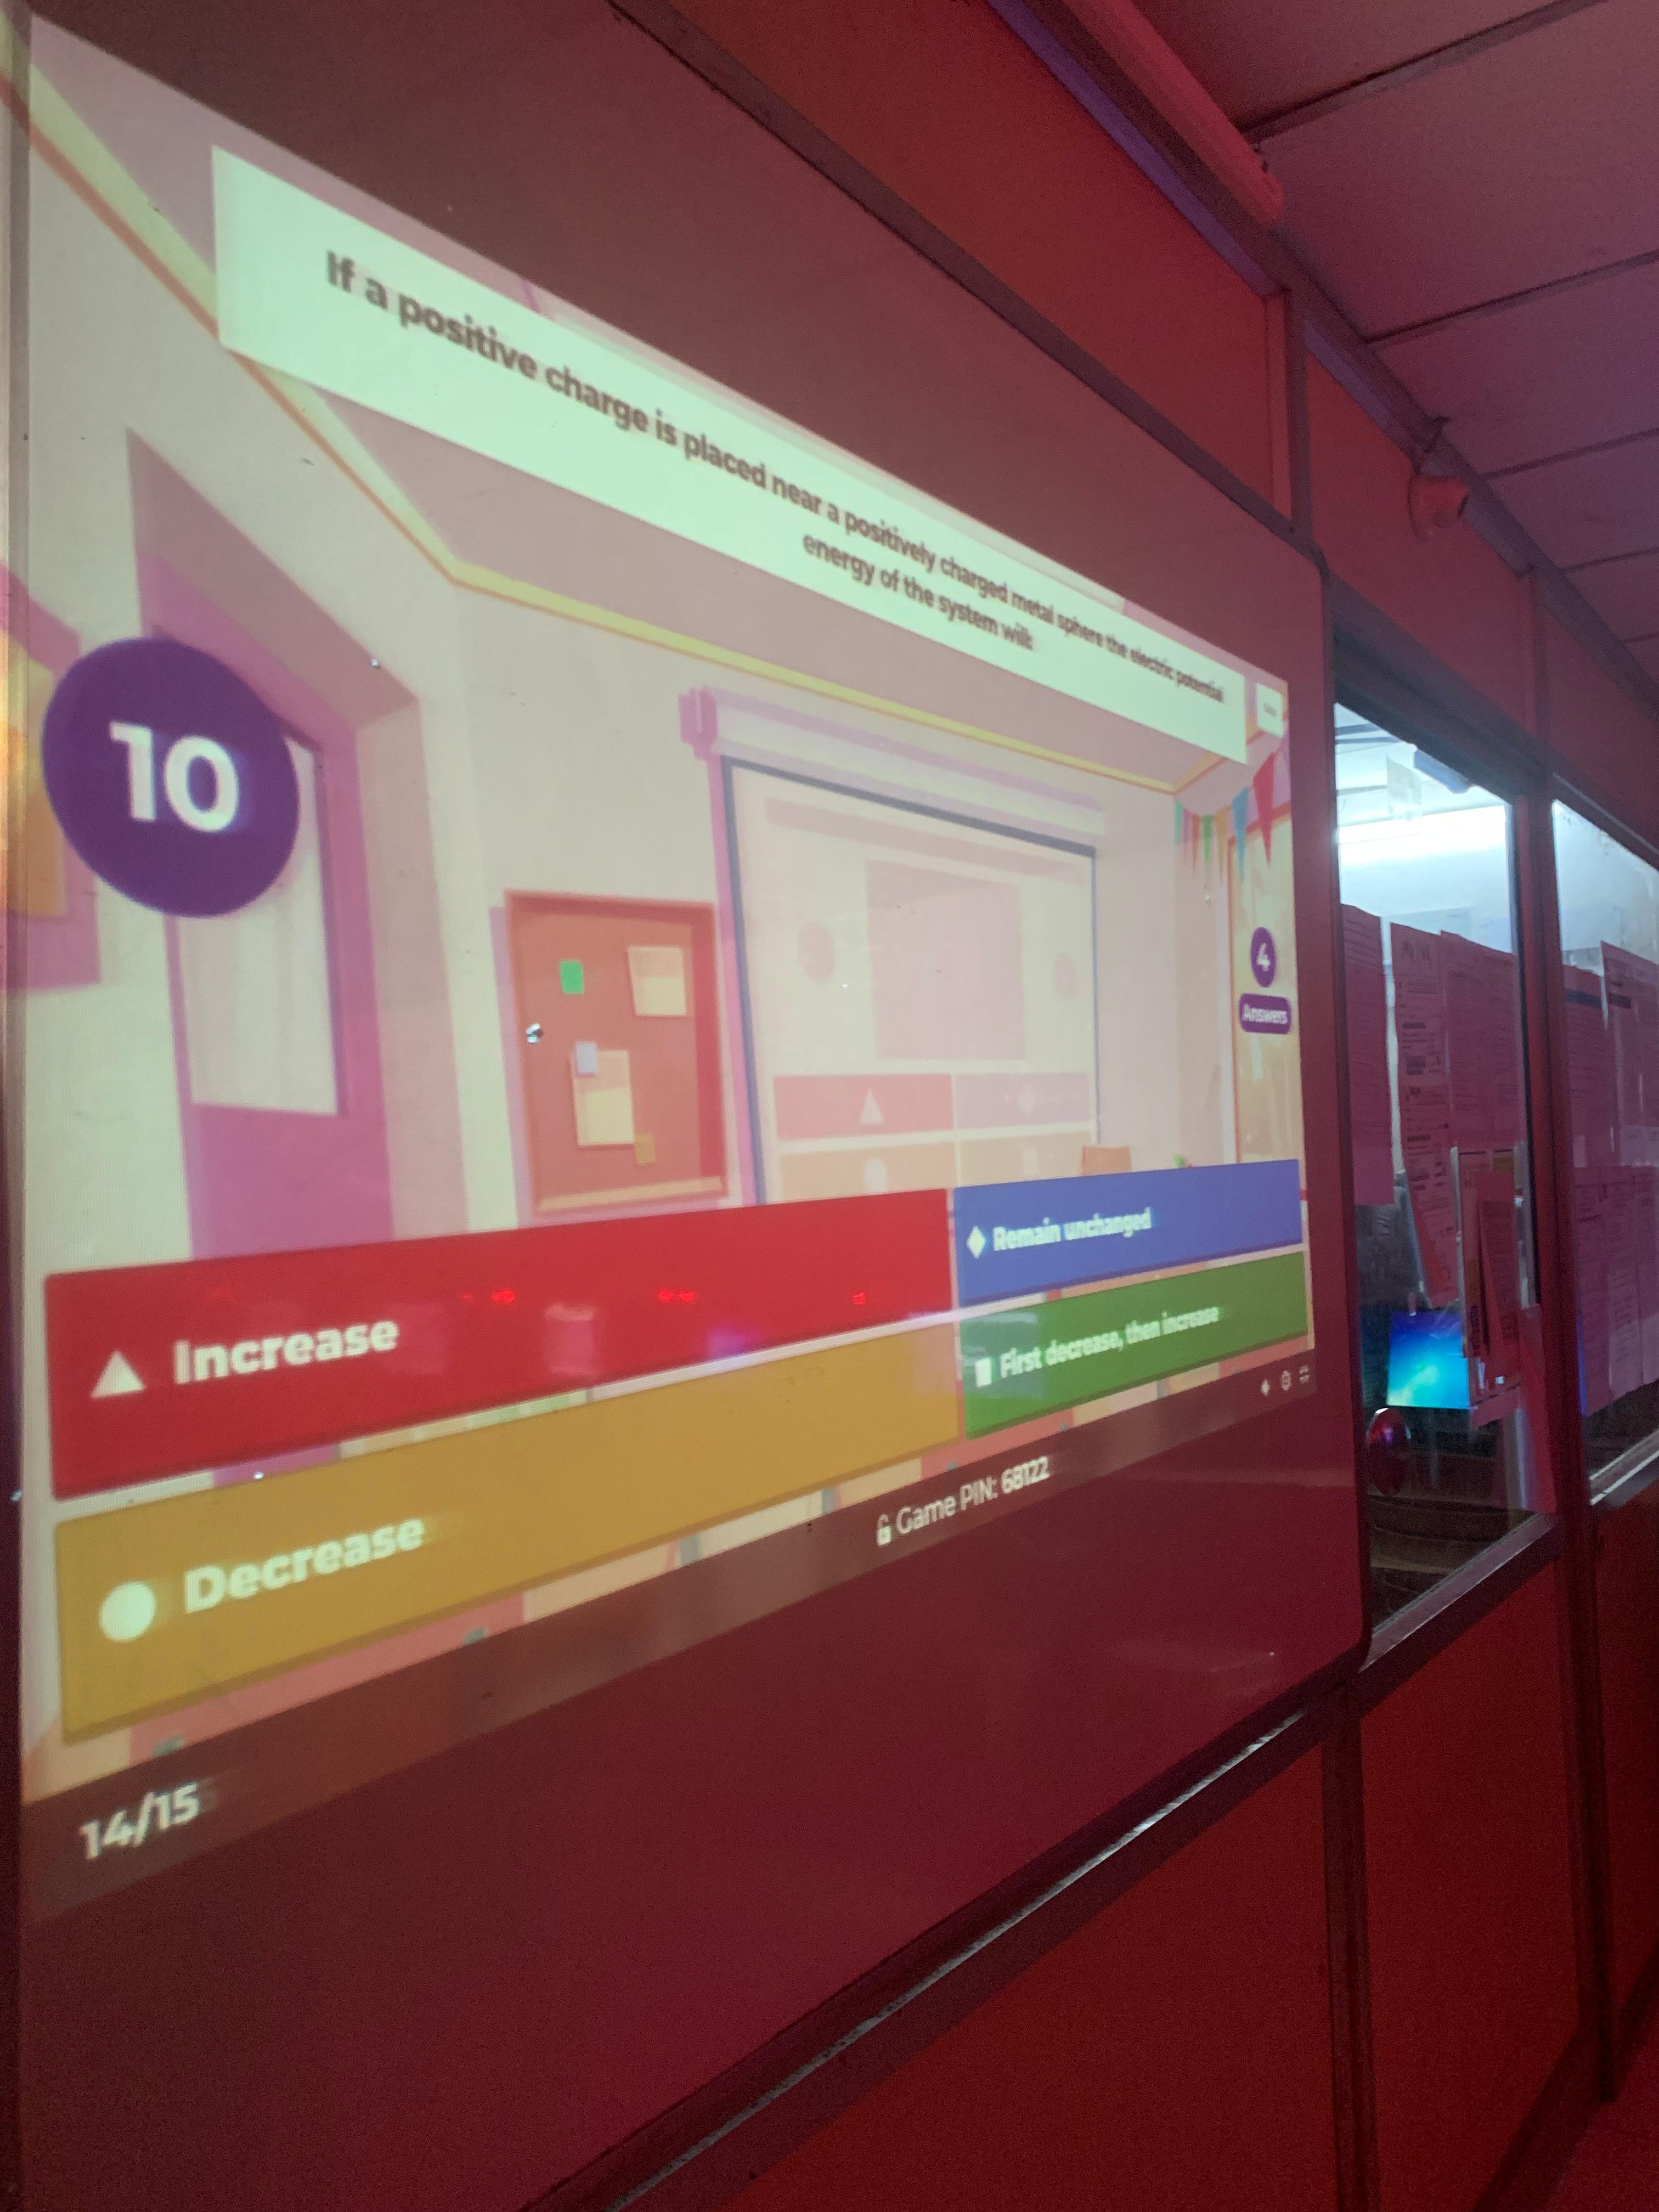 If a positive charge is placed near a positively charged metal sphere the electric potential
energy of the system will:
10
4
Answers
Increase
Remain unchanged
Decrease
First decrease, then increase
Game PIN: 68122
14/15